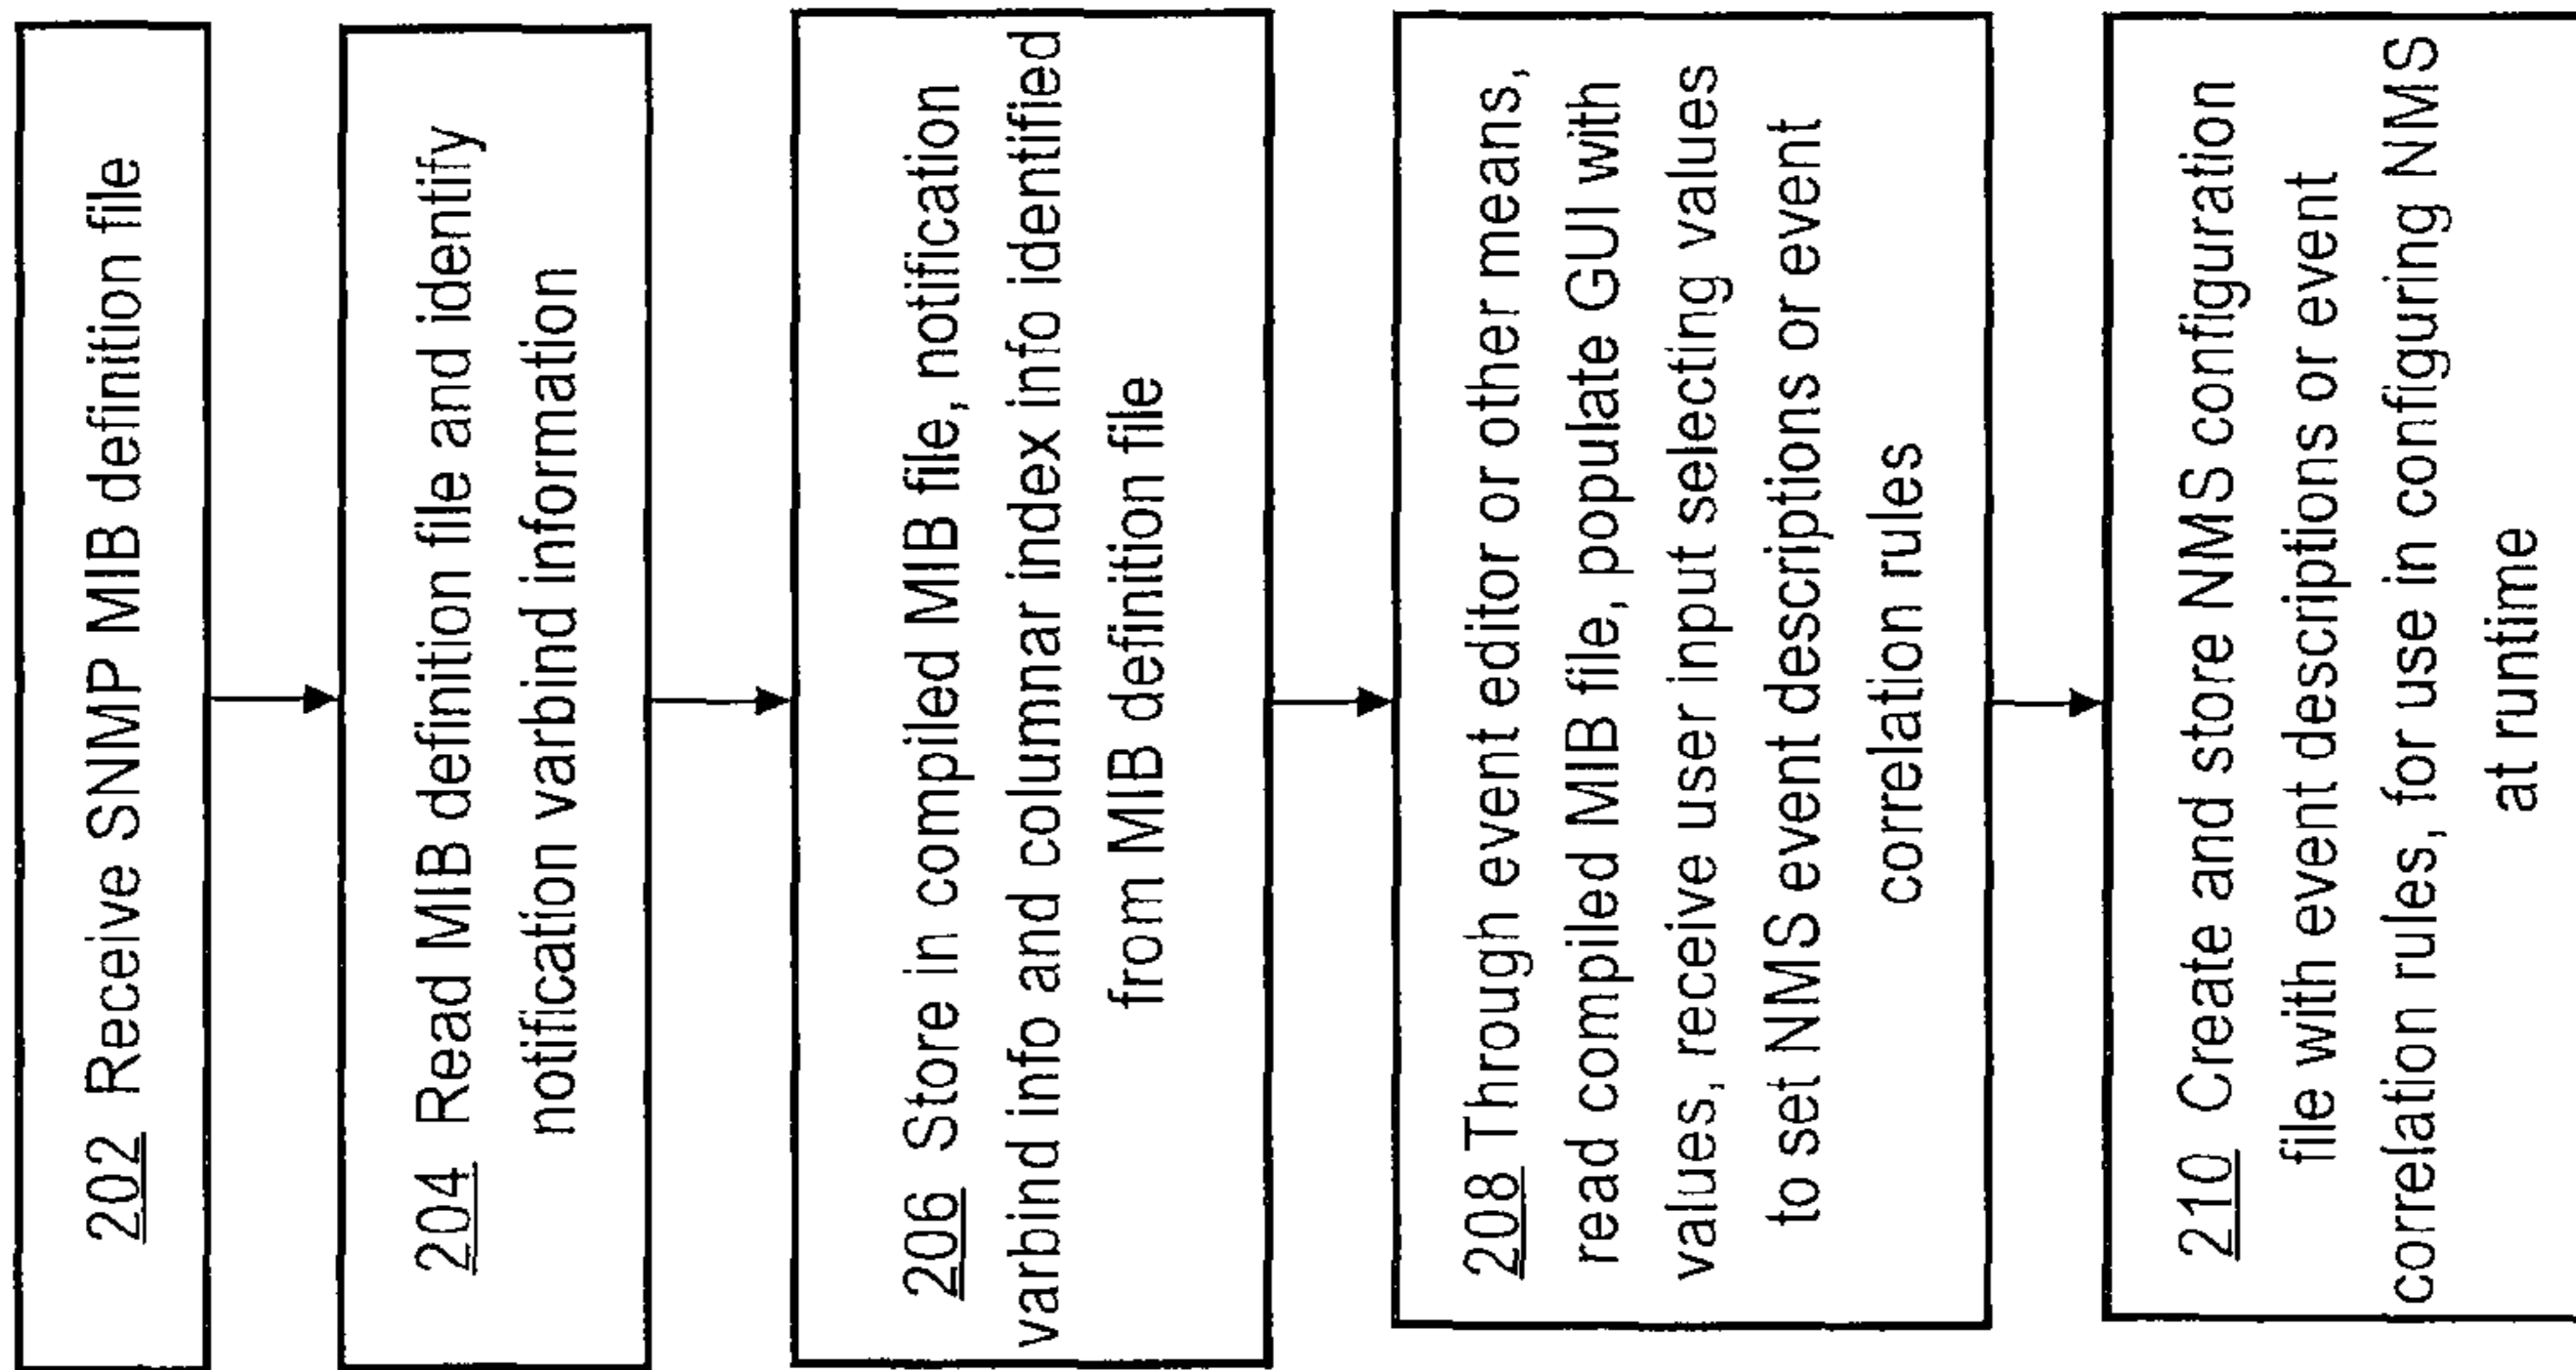 202 Receive SNMP MIB definition file
204 Read MIB definition file and identify
notification varbind information
206 Store in compiled MIB file, notification
varbind info and columnar index info identified
from MIB definition file
208 Through event editor or other means,
read compiled MIB file, populate GUI with
values, receive user input selecting values
to set NMS event descriptions or event
correlation rules
210 Create and store NMS configuration
file with event descriptions or event
correlation rules, for use in configuring NMS
at runtime